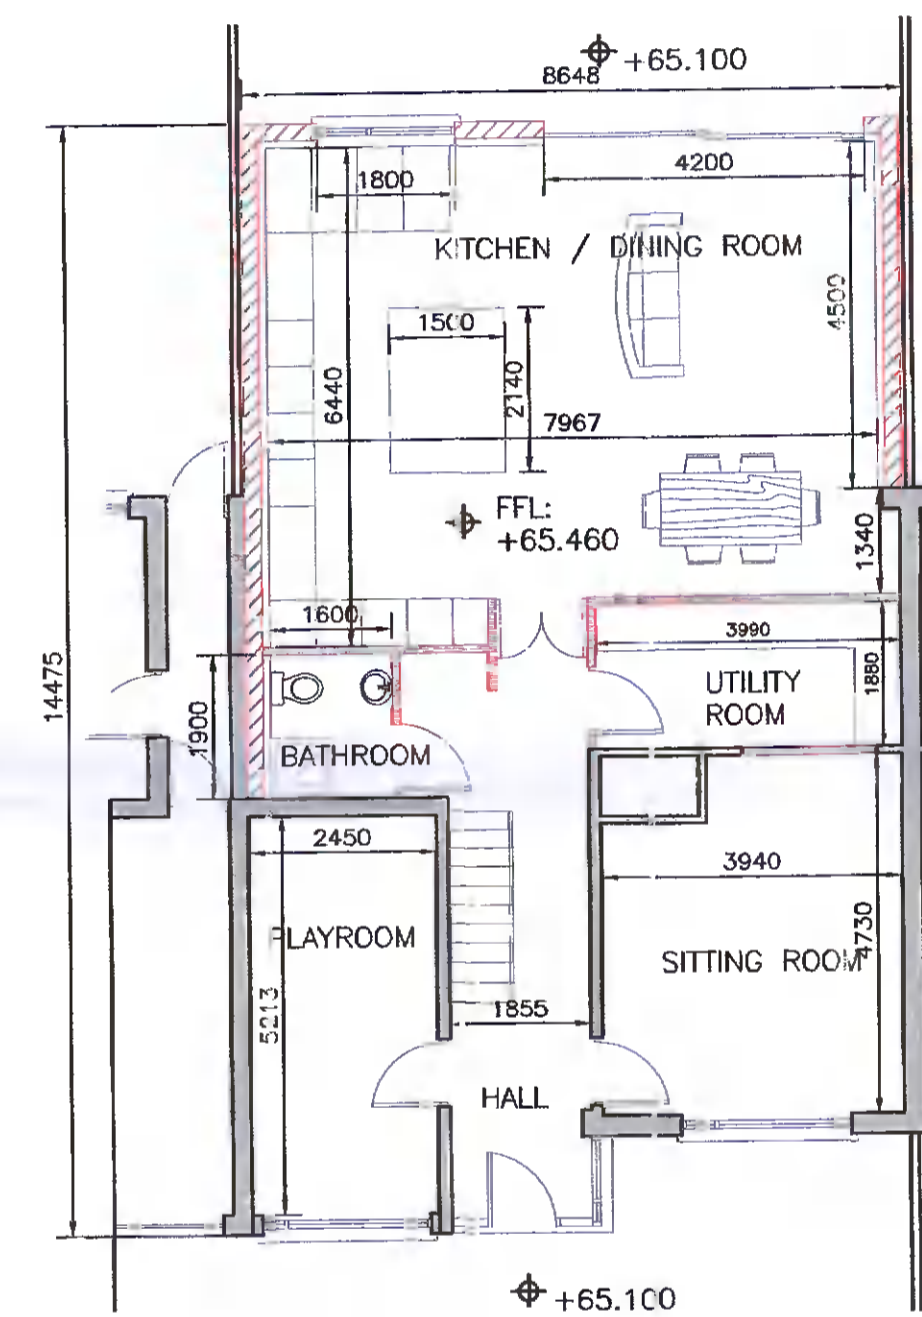 +65.100
8648
1800
4200
KITCHEN / DINING ROOM
4500
1500
2140
6440
7967
FFL:
+65.460
1340
1600
3990
14475
1900
UTILITY
ROOM
1880
BATHROOM
2450
3940
PLAYROOM
4730
SITTING ROOM
5213
1855
HALL
+65.100